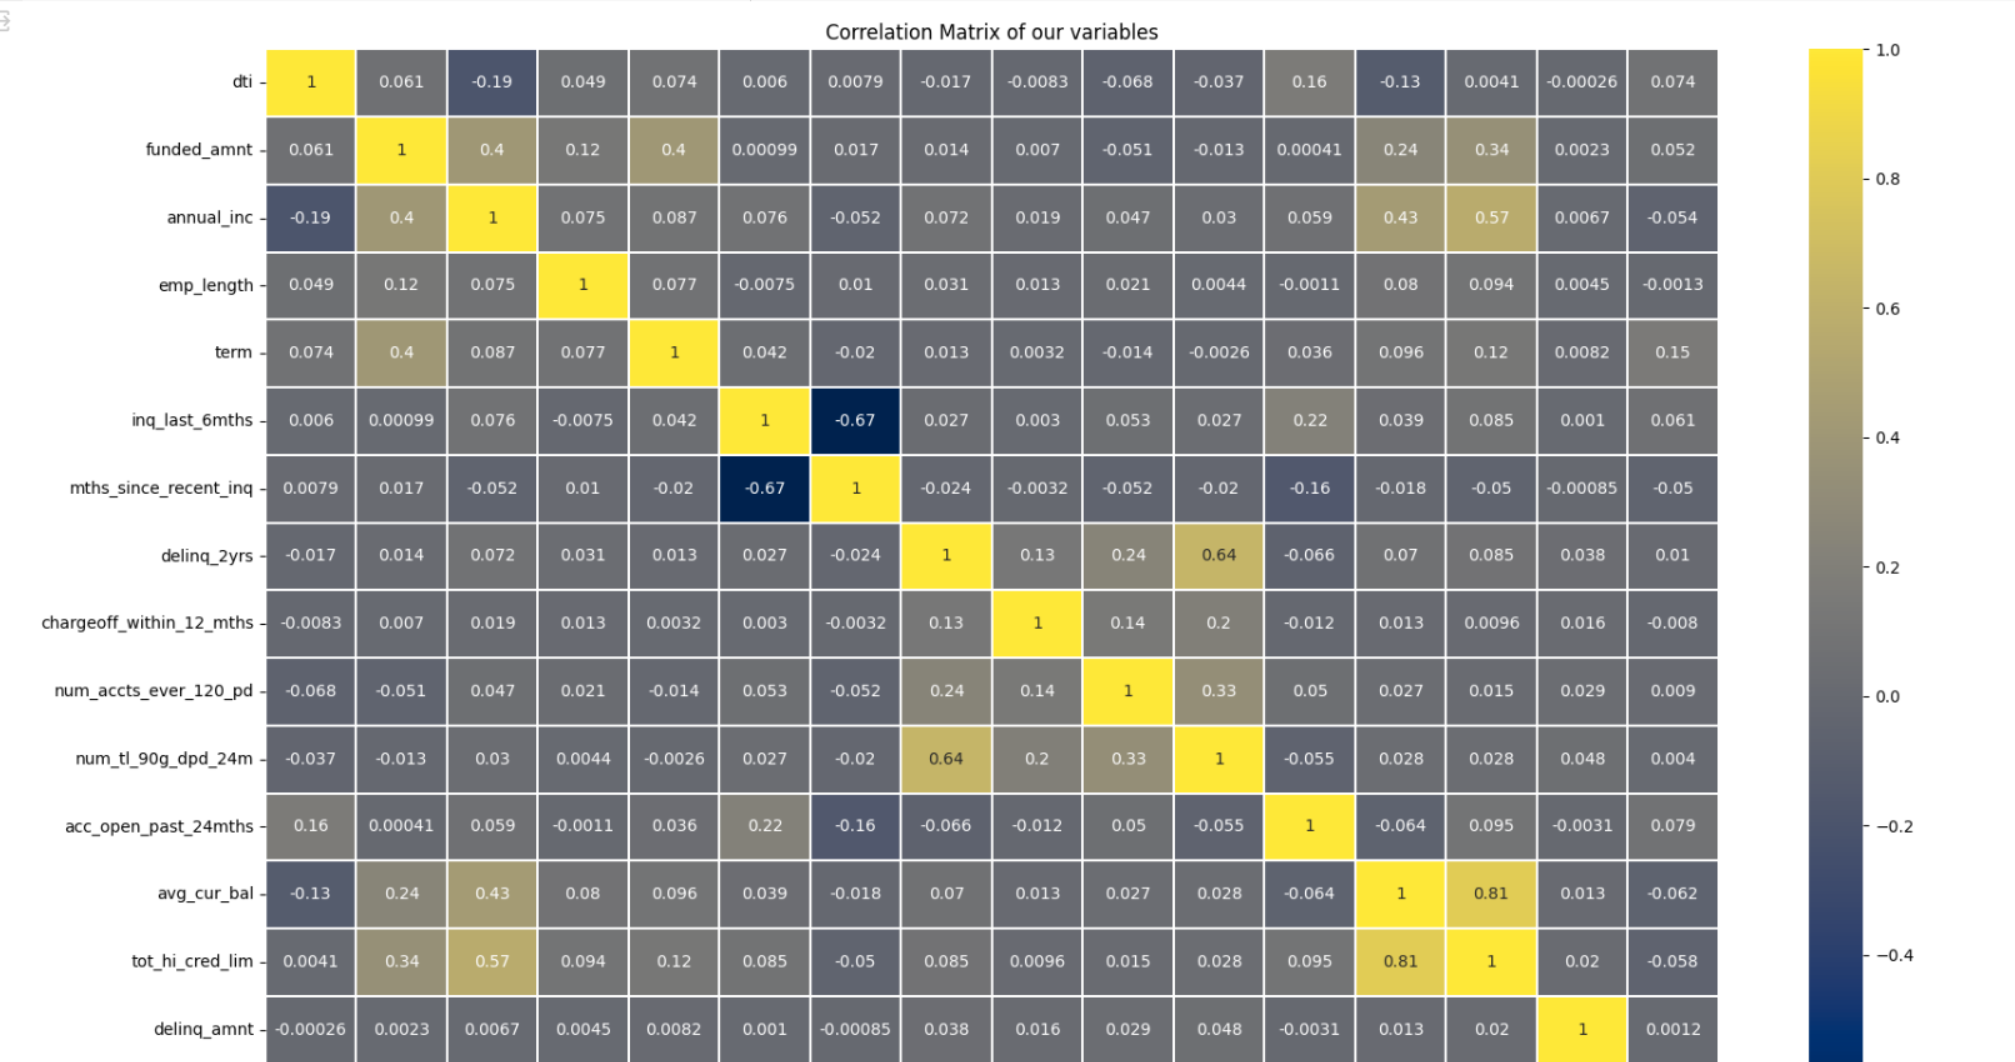 Correlation Matrix of our variables
dti 1 0.061 -0.19 0.049 0.074 0.006 0.0079 -0.017 -0.0083 -0.068 -0.037 0.16 -0.13 0.0041 -0.00026 0.074
funded_amnt 0.061 1 0.4 0.12 0.4 0.00099 0.017 0.014 0.007 -0.051 -0.013 0.00041 0.24 0.34 0.0023 0.052
annual_inc -0.19 0.4 1 0.075 0.087 0.076 -0.052 0.072 0.019 0.047 0.03 0.059 0.43 0.57 0.0067 -0.054
emp_length 0.049 0.12 0.075 1 0.077 -0.0075 0.01 0.031 0.013 0.021 0.0044 -0.0011 0.08 0.094 0.0045 -0.0013
term 0.074 0.4 0.087 0.077 1 0.042 -0.02 0.013 0.0032 -0.014 -0.0026 0.036 0.096 0.12 0.0082 0.15
inq_last_6mths 0.006 0.00099 0.076 -0.0075 0.042 1 -0.67 0.027 0.003 0.053 0.027 0.22 0.039 0.085 0.001 0.061
mths_since_recent_inq 0.0079 0.017 -0.052 0.01 -0.02 -0.67 1 -0.024 -0.0032 -0.052 -0.02 -0.16 -0.018 -0.05 -0.00085 -0.05
delinq_2yrs -0.017 0.014 0.072 0.031 0.013 0.027 -0.024 1 0.13 0.24 0.64 -0.066 0.07 0.085 0.038 0.01
chargeoff_within_12_mths -0.0083 0.007 0.019 0.013 0.0032 0.003 -0.0032 0.13 1 0.14 0.2 -0.012 0.013 0.0096 0.016 -0.008
num_accts_ever_120_pd -0.068 -0.051 0.047 0.021 -0.014 0.053 -0.052 0.24 0.14 1 0.33 0.05 0.027 0.015 0.029 0.009
num_tl_90g_dpd_24m -0.037 -0.013 0.03 0.0044 -0.0026 0.027 -0.02 0.64 0.2 0.33 1 -0.055 0.028 0.028 0.048 0.004
acc_open_past_24mths 0.16 0.00041 0.059 -0.0011 0.036 0.22 -0.16 -0.066 -0.012 0.05 -0.055 1 -0.064 0.095 -0.0031 0.079
avg_cur_bal -0.13 0.24 0.43 0.08 0.096 0.039 -0.018 0.07 0.013 0.027 0.028 -0.064 1 0.81 0.013 -0.062
tot_hi_cred_lim 0.0041 0.34 0.57 0.094 0.12 0.085 -0.05 0.085 0.0096 0.015 0.028 0.095 0.81 1 0.02 -0.058
delinq_amnt -0.00026 0.0023 0.0067 0.0045 0.0082 0.001 -0.00085 0.038 0.016 0.029 0.048 -0.0031 0.013 0.02 1 0.0012
1.0
0.8
0.6
0.4
0.2
0.0
−0.2
−0.4